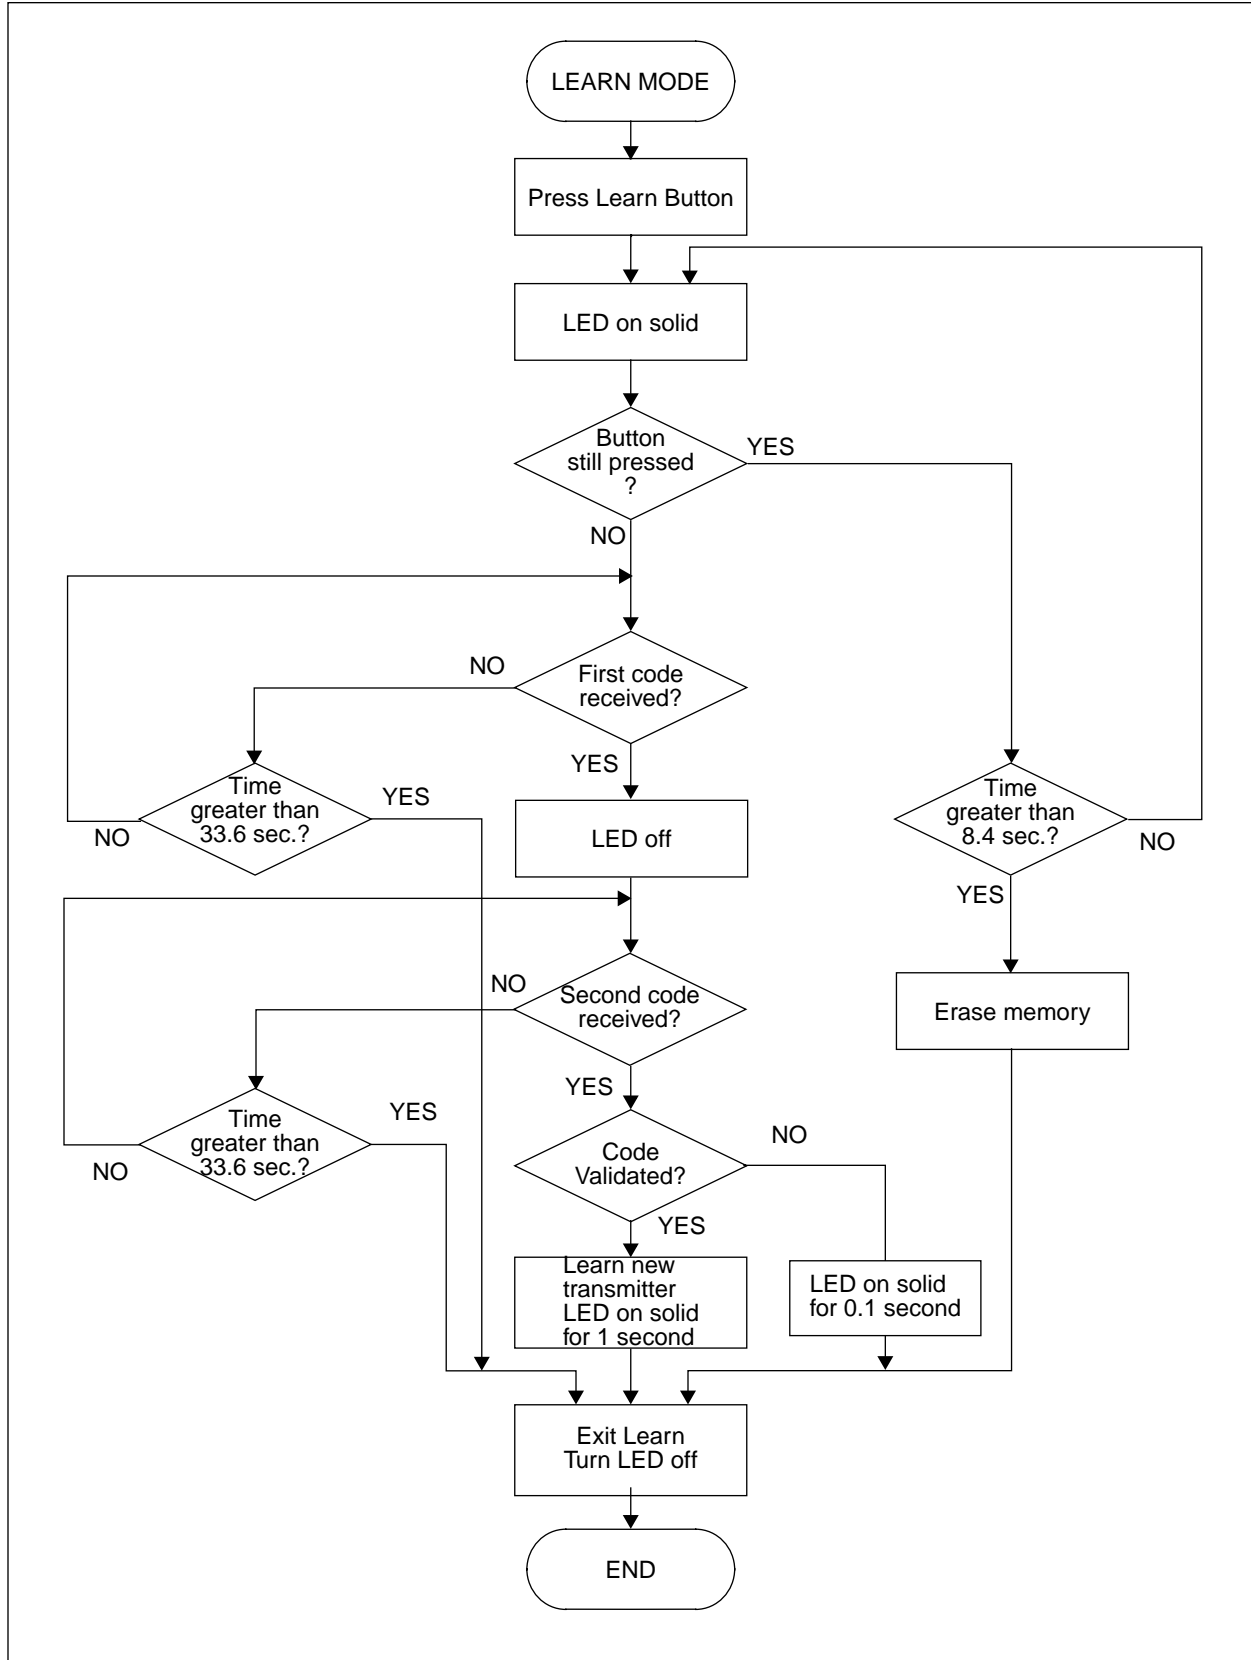 LEARN MODE
Press Learn Button
LED on solid
Button
still pressed
?
YES
NO
First code
received?
NO
YES
Time
greater than
33.6 sec.?
YES
NO
LED off
Time
greater than
8.4 sec.?
NO
YES
Second code
received?
NO
YES
Erase memory
Time
greater than
33.6 sec.?
YES
NO
Code
Validated?
NO
YES
Learn new
transmitter
LED on solid
for 1 second
LED on solid
for 0.1 second
Exit Learn
Turn LED off
END